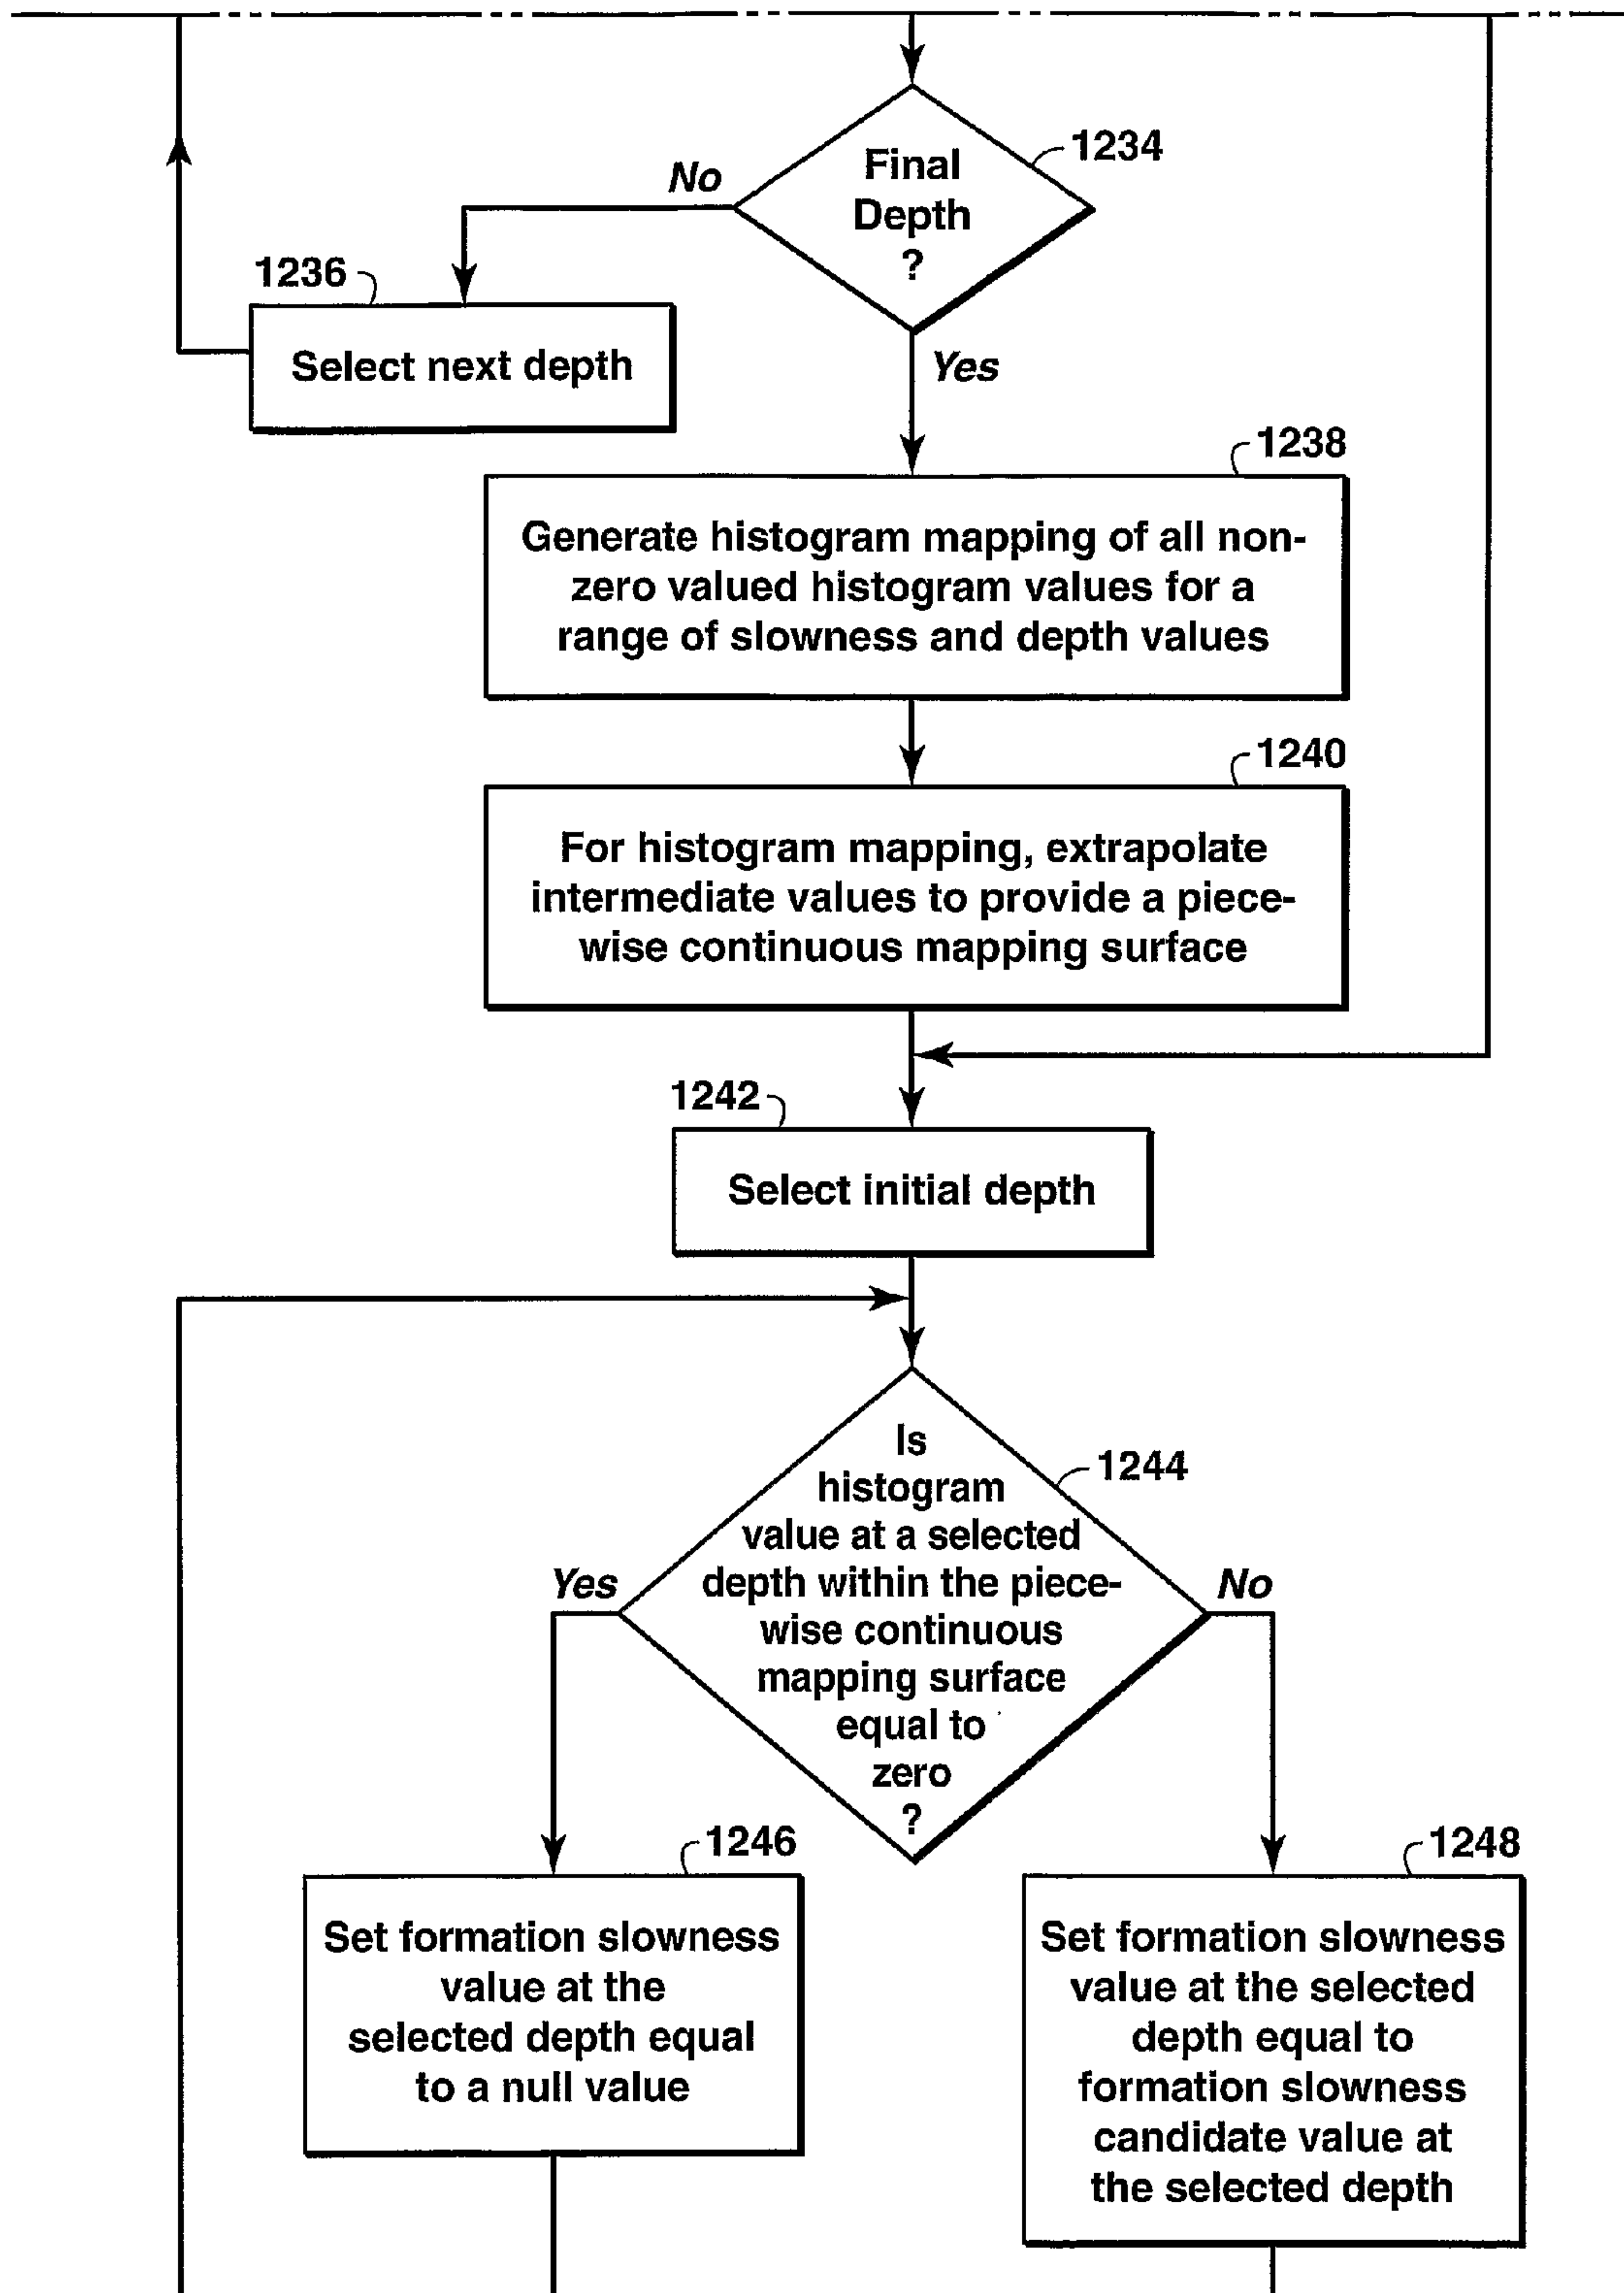 1234
Final
Depth
?
No
1236
Select next depth
Yes
1238
Generate histogram mapping of all non-
zero valued histogram values for a
range of slowness and depth values
1240
For histogram mapping, extrapolate
intermediate values to provide a piece-
wise continuous mapping surface
1242
Select initial depth
1244
Is
histogram
value at a selected
depth within the piece-
wise continuous
mapping surface
equal to
zero
?
Yes
No
1246
Set formation slowness
value at the
selected depth equal
to a null value
1248
Set formation slowness
value at the selected
depth equal to
formation slowness
candidate value at
the selected depth